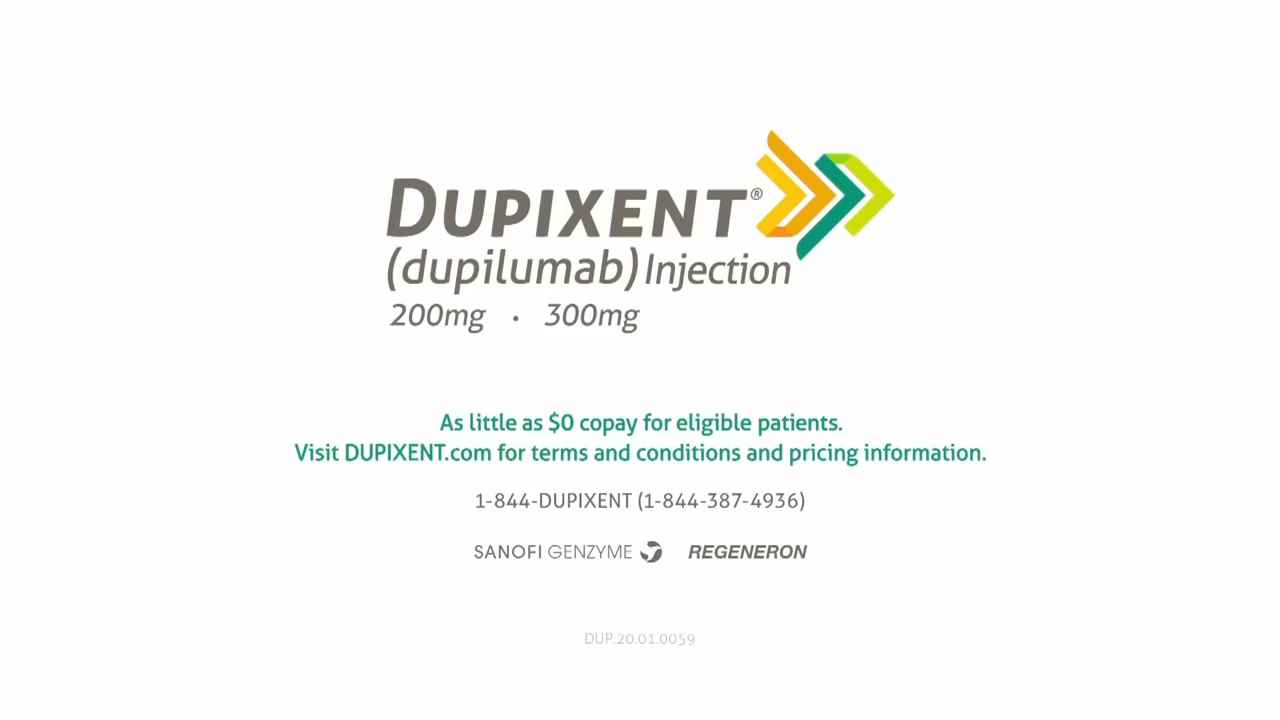 DUPIXENT®
(dupilumab) Injection
200mg · 300mg
As little as $0 copay for eligible patients.
Visit DUPIXENT.com for terms and conditions and pricing information.
1-844-DUPIXENT (1-844-387-4936)
SANOFI GENZYME REGENERON
DUP.20.01.0059